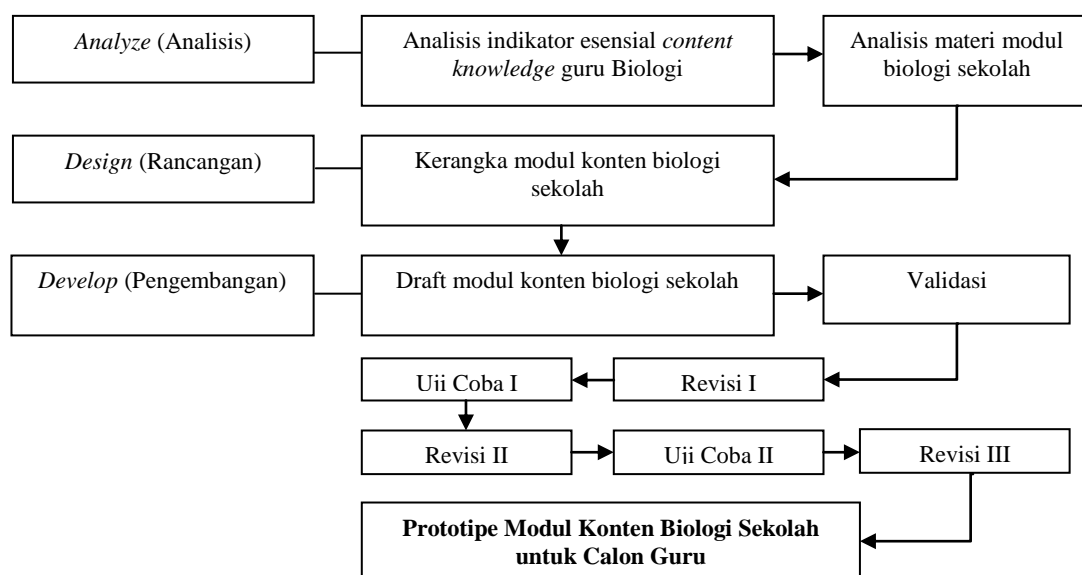 Analyze (Analisis)
Analisis indikator esensial content
knowledge guru Biologi
Analisis materi modul
biologi sekolah
Design (Rancangan)
Kerangka modul konten biologi
sekolah
Develop (Pengembangan)
Draft modul konten biologi sekolah
Validasi
Uji Coba I
Revisi I
Revisi II
Uji Coba II
Revisi III
Prototipe Modul Konten Biologi Sekolah
untuk Calon Guru